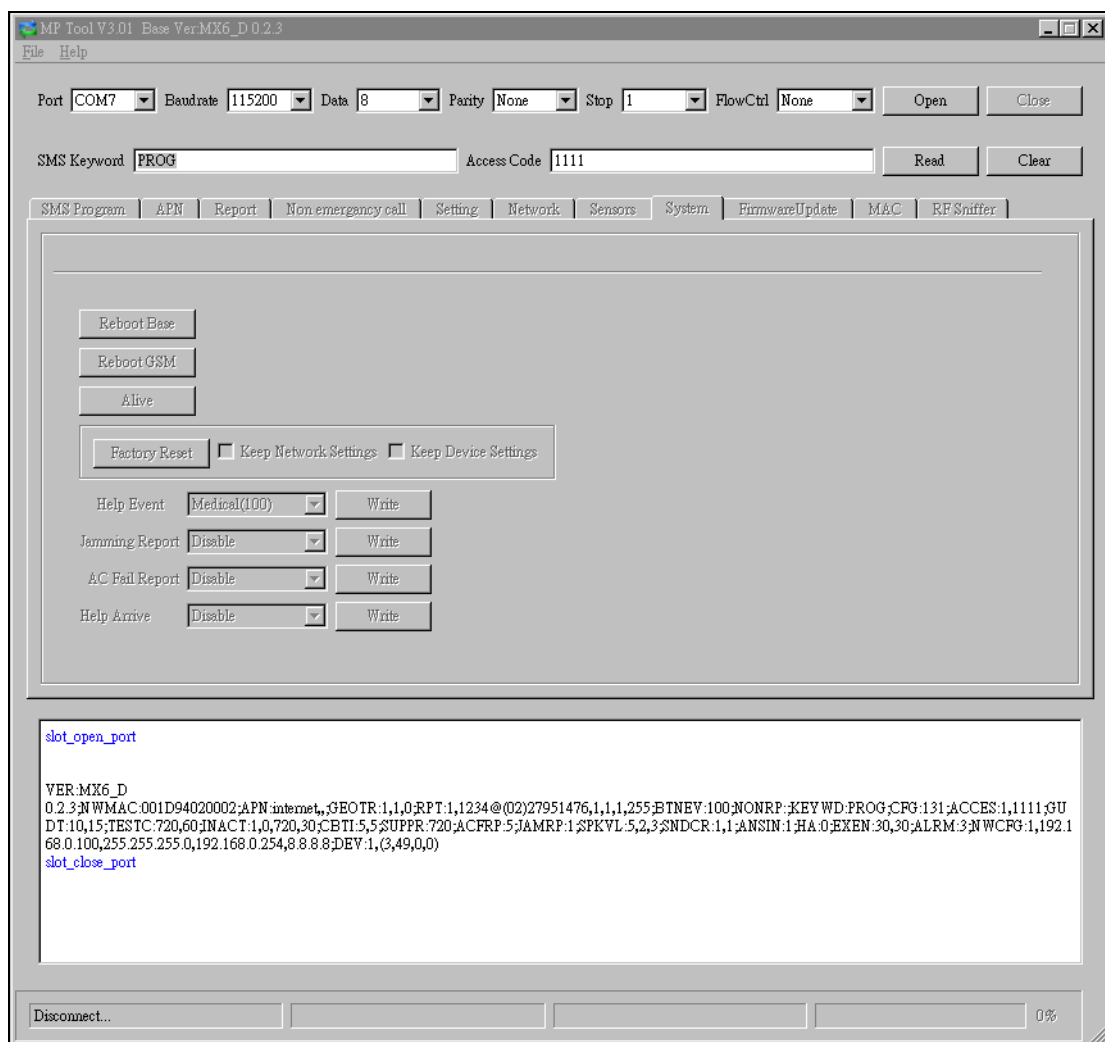 MP Tool V3.01 Base Ver:MX6_D 0.2.3
File Help
Port COM7 Baudrate 115200 Data 8 Parity None Stop 1 FlowCtrl None Open Close
SMS Keyword PROG Access Code 1111 Read Clear
SMS Program APN Report Non emergancy call Setting Network Sensors System FirmwareUpdate MAC RF Sniffer
Reboot Base
Reboot GSM
Alive
Factory Reset Keep Network Settings Keep Device Settings
Help Event Medical(100) Write
Jamming Report Disable Write
AC Fail Report Disable Write
Help Arrive Disable Write
slot_open_port
VER:MX6_D
0.2.3;NWMAC:001D94020002;APN:internet,,;GEOTR:1,1,0;RPT:1,1234@(02)27951476,1,1,1,255;BTNEV:100;NONRP:;KEYWD:PROG;CFG:131;ACCES:1,1111;GU
DT:10,15;TESTC:720,60;INACT:1,0,720,30;CBTI:5,5;SUPPR:720;ACFRP:5;JAMRP:1;SPKVL:5,2,3;SNDCR:1,1;ANSIN:1;HA:0;EXEN:30,30;ALRM:3;NWCFG:1,192.1
68.0.100,255.255.255.0,192.168.0.254,8.8.8.8;DEV:1,(3,49,0,0)
slot_close_port
Disconnect... 0%